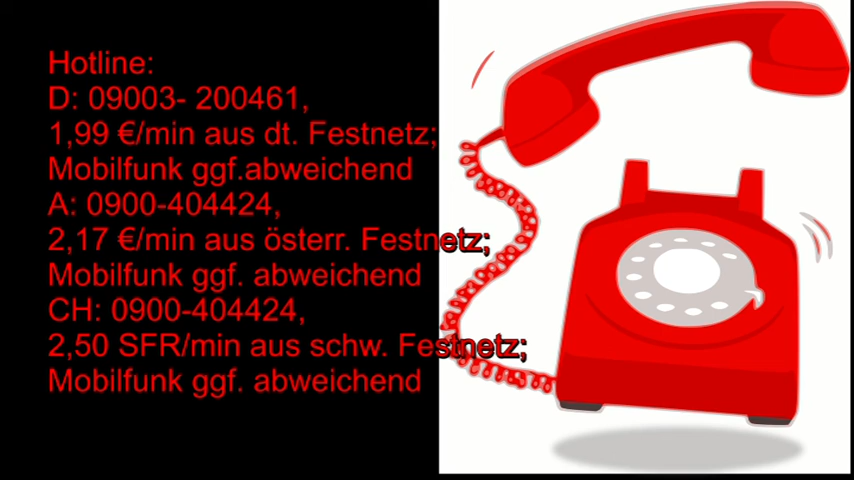 Hotline:
D: 09003- 200461,
1,99 €/min aus dt. Festnetz;
Mobilfunk ggf.abweichend
A: 0900-404424,
2,17 €/min aus österr. Festnetz;
Mobilfunk ggf. abweichend
CH: 0900-404424,
2,50 SFR/min aus schw. Festnetz;
Mobilfunk ggf. abweichend